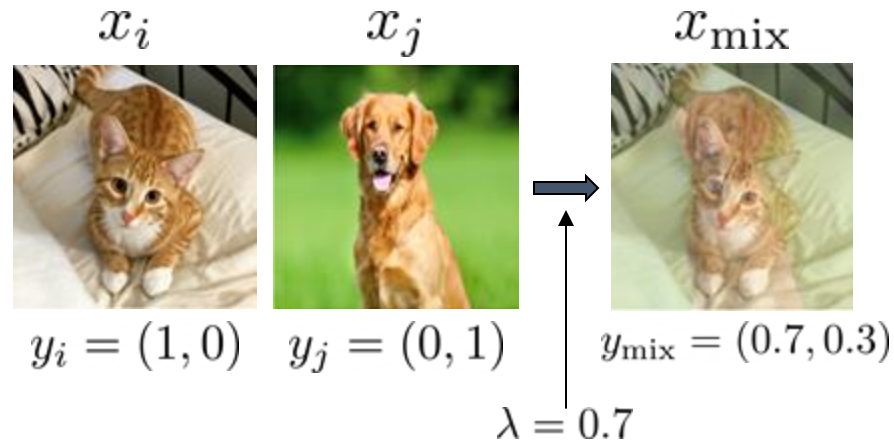 x_i x_j x_mix
y_i = (1, 0) y_j = (0, 1) y_mix = (0.7, 0.3)
λ = 0.7